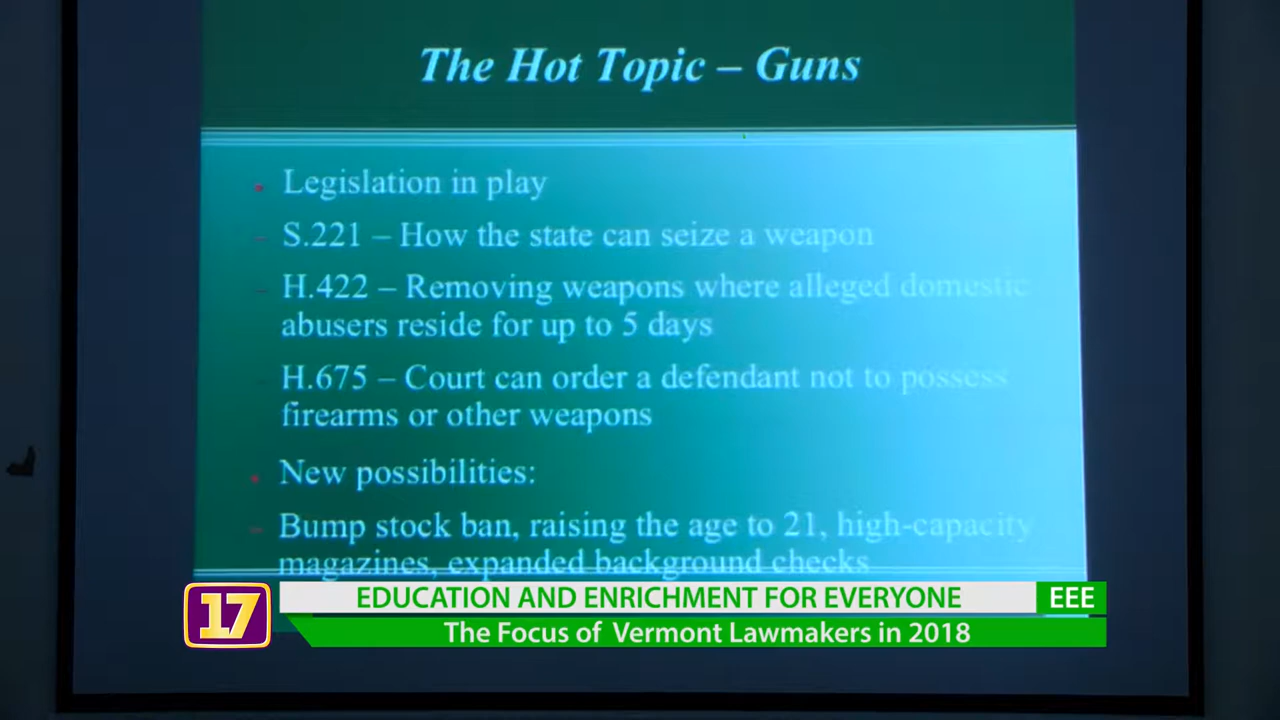 The Hot Topic – Guns
Legislation in play
– S.221 – How the state can seize a weapon
– H.422 – Removing weapons where alleged domestic
abusers reside for up to 5 days
H.675 – Court can order a defendant not to possess
firearms or other weapons
New possibilities:
– Bump stock ban, raising the age to 21, high-capacity
magazines, expanded background checks
17
EDUCATION AND ENRICHMENT FOR EVERYONE EEE
The Focus of Vermont Lawmakers in 2018